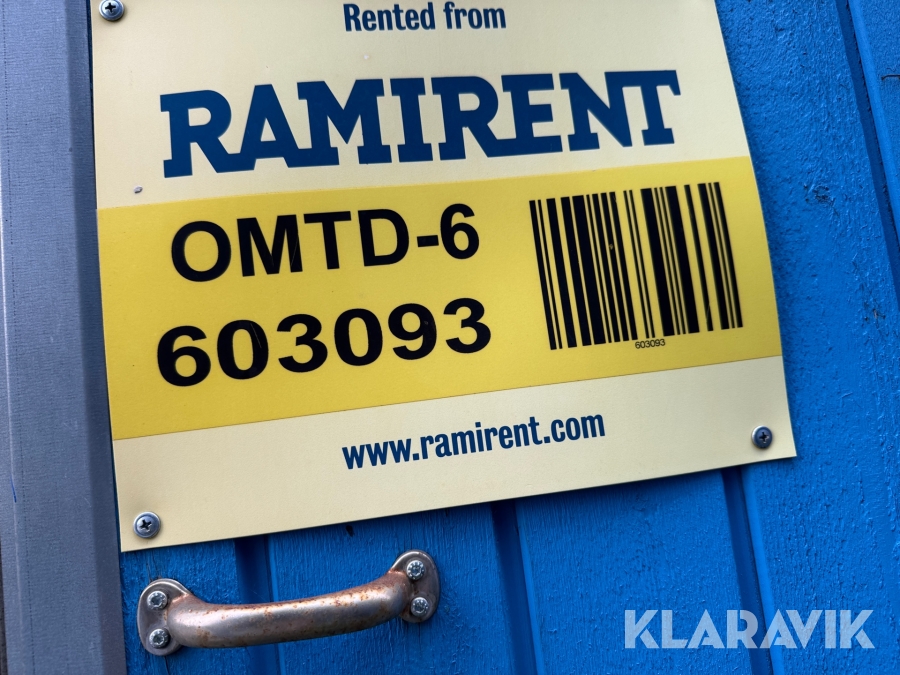 Rented from
RAMIRENT
OMTD-6
603093
603093
www.ramirent.com
KLARAVIK